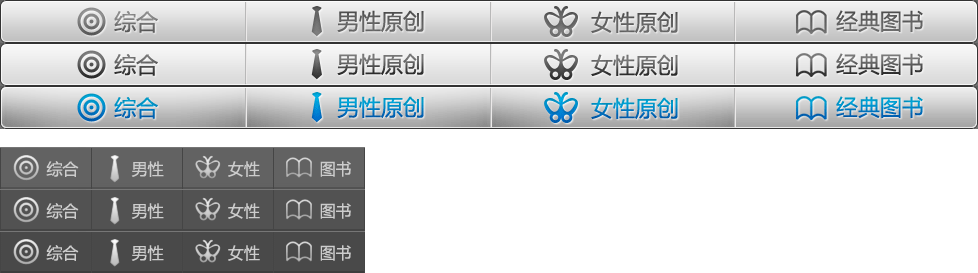 综合 男性原创 女性原创 经典图书
综合 男性原创 女性原创 经典图书
综合 男性原创 女性原创 经典图书
综合 男性 女性 图书
综合 男性 女性 图书
综合 男性 女性 图书